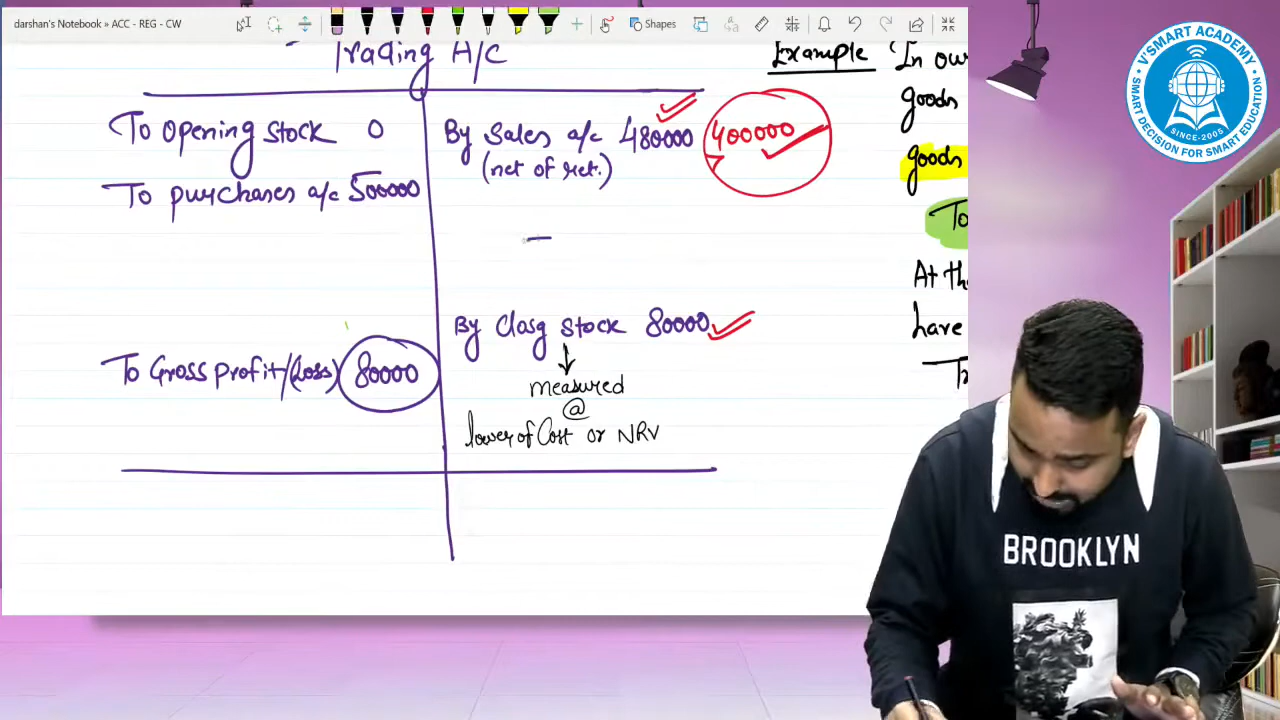 darshan's Notebook » ACC - REG - CW
Shapes
Trading A/C
Example "In our
goods
goods
To
At the
have
To opening stock 0
By Sales a/c 480000 400000
(net of ret.)
To purchases a/c 500000
By Closg stock 80000
To Gross profit/(Loss) 80000
measured
@
lower of Cost or NRV
V'SMART ACADEMY
SINCE-2005
SMART DECISION FOR SMART EDUCATION
BROOKLYN